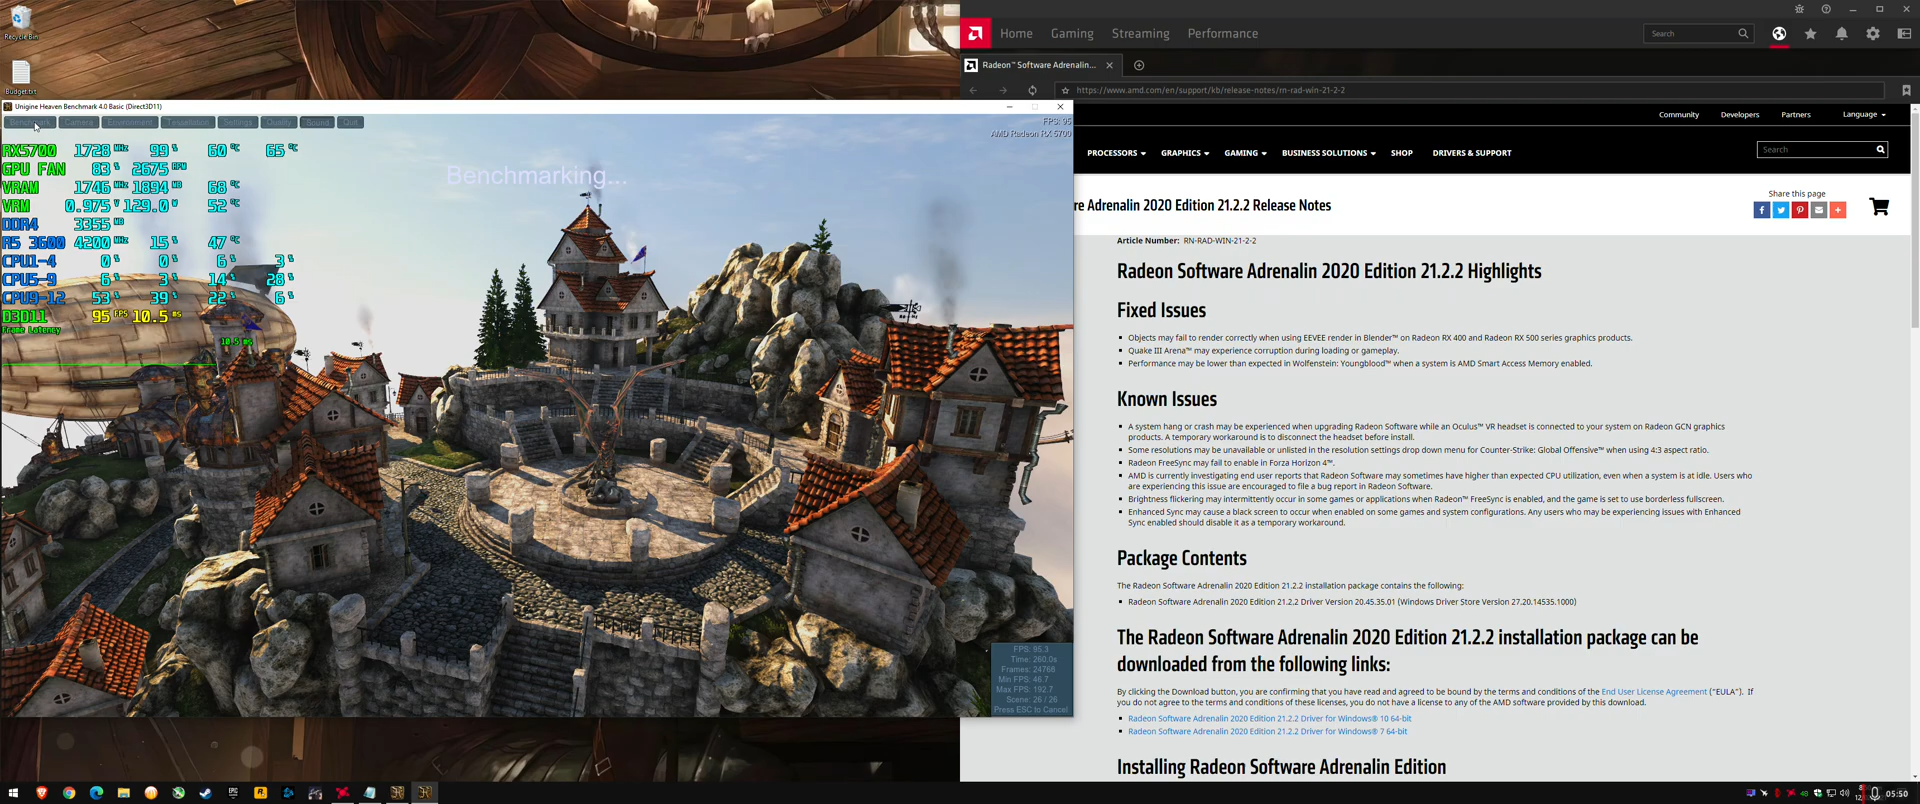 Recycle Bin
Budget.txt
Unigine Heaven Benchmark 4.0 Basic (Direct3D11)
Benchmark
Camera
Environment
Tessellation
Settings
Quality
Sound
Quit
FPS: 95
AMD Radeon RX 5700
RX5700 1728 MHz 99 % 60 °C 65 °C
GPU FAN 83 % 2675 RPM
VRAM 1746 MHz 1894 MB 68 °C
VRM 0.975 V 129.0 W 52 °C
DDR4 3355 MB
R5 3600 4200 MHz 15 % 47 °C
CPU1-4 0 % 0 % 6 % 3 %
CPU5-9 6 % 3 % 14 % 28 %
CPU9-12 53 % 39 % 22 % 6 %
D3D11 95 FPS 10.5 ms
Frame Latency
10.5 ms
Benchmarking...
FPS: 95.3
Time: 260.0s
Frames: 24768
Min FPS: 46.7
Max FPS: 192.7
Scene: 26 / 26
Press ESC to Cancel
Home
Gaming
Streaming
Performance
Search
Radeon™ Software Adrenalin...
https://www.amd.com/en/support/kb/release-notes/rn-rad-win-21-2-2
Community
Developers
Partners
Language
PROCESSORS
GRAPHICS
GAMING
BUSINESS SOLUTIONS
SHOP
DRIVERS & SUPPORT
Search
re Adrenalin 2020 Edition 21.2.2 Release Notes
Share this page
Article Number: RN-RAD-WIN-21-2-2
Radeon Software Adrenalin 2020 Edition 21.2.2 Highlights
Fixed Issues
Objects may fail to render correctly when using EEVEE render in Blender™ on Radeon RX 400 and Radeon RX 500 series graphics products.
Quake III Arena™ may experience corruption during loading or gameplay.
Performance may be lower than expected in Wolfenstein: Youngblood™ when a system is AMD Smart Access Memory enabled.
Known Issues
A system hang or crash may be experienced when upgrading Radeon Software while an Oculus™ VR headset is connected to your system on Radeon GCN graphics
products. A temporary workaround is to disconnect the headset before install.
Some resolutions may be unavailable or unlisted in the resolution settings drop down menu for Counter-Strike: Global Offensive™ when using 4:3 aspect ratio.
Radeon FreeSync may fail to enable in Forza Horizon 4™.
AMD is currently investigating end user reports that Radeon Software may sometimes have higher than expected CPU utilization, even when a system is at idle. Users who
are experiencing this issue are encouraged to file a bug report in Radeon Software.
Brightness flickering may intermittently occur in some games or applications when Radeon™ FreeSync is enabled, and the game is set to use borderless fullscreen.
Enhanced Sync may cause a black screen to occur when enabled on some games and system configurations. Any users who may be experiencing issues with Enhanced
Sync enabled should disable it as a temporary workaround.
Package Contents
The Radeon Software Adrenalin 2020 Edition 21.2.2 installation package contains the following:
Radeon Software Adrenalin 2020 Edition 21.2.2 Driver Version 20.45.35.01 (Windows Driver Store Version 27.20.14535.1000)
The Radeon Software Adrenalin 2020 Edition 21.2.2 installation package can be
downloaded from the following links:
By clicking the Download button, you are confirming that you have read and agreed to be bound by the terms and conditions of the End User License Agreement ("EULA"). If
you do not agree to the terms and conditions of these licenses, you do not have a license to any of the AMD software provided by this download.
Radeon Software Adrenalin 2020 Edition 21.2.2 Driver for Windows® 10 64-bit
Radeon Software Adrenalin 2020 Edition 21.2.2 Driver for Windows® 7 64-bit
Installing Radeon Software Adrenalin Edition
EPIC
48
05:50